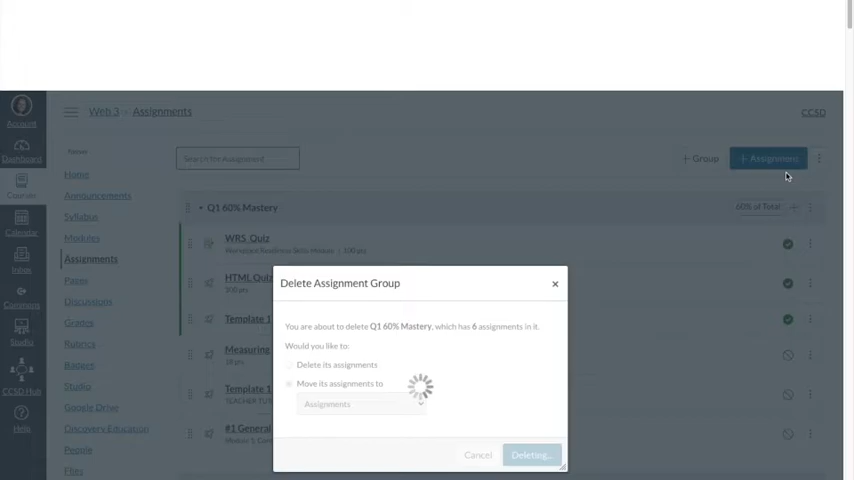 Account
Dashboard
Courses
Calendar
Inbox
Commons
Studio
CCSD Hub
Help
Web 3 › Assignments
CCSD
Home
Announcements
Syllabus
Modules
Assignments
Pages
Discussions
Grades
Rubrics
Badges
Studio
Google Drive
Discovery Education
People
Files
Search for Assignment
+ Group
+ Assignment
Q1 60% Mastery
60% of Total
WRS Quiz
Workplace Readiness Skills Module | 100 pts
HTML Quiz
100 pts
Template 1
Measuring
18 pts
Template 1
TEACHER TUT
#1 General
Module 1, Con
Delete Assignment Group
×
You are about to delete Q1 60% Mastery, which has 6 assignments in it.
Would you like to:
Delete its assignments
Move its assignments to
Assignments
Cancel
Deleting...